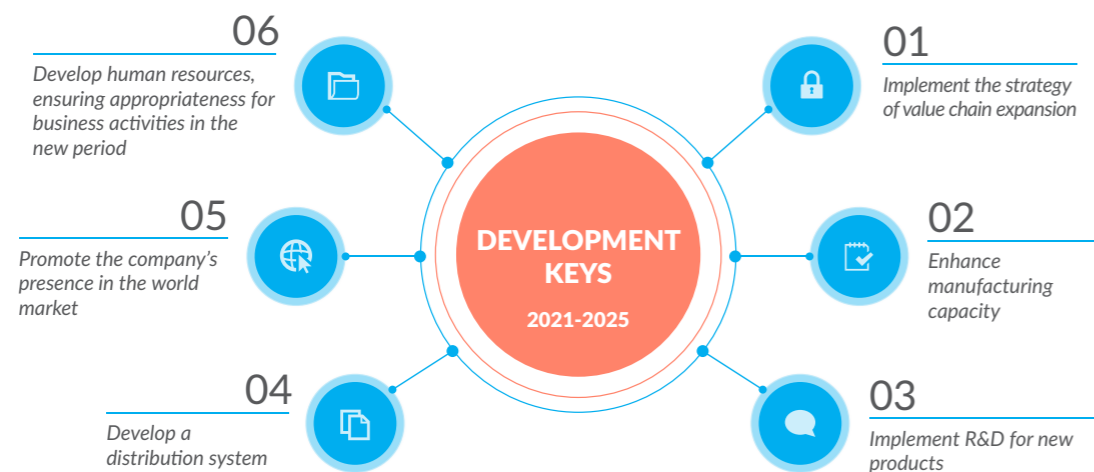 06
Develop human resources,
ensuring appropriateness for
business activities in the
new period
05
Promote the company's
presence in the world
market
04
Develop a
distribution system
DEVELOPMENT
KEYS
2021-2025
01
Implement the strategy
of value chain expansion
02
Enhance
manufacturing
capacity
03
Implement R&D for new
products